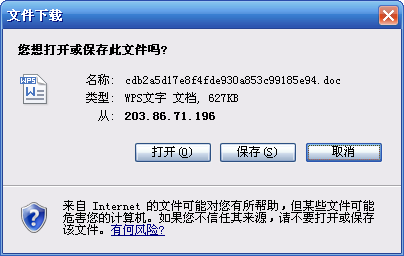 文件下载
您想打开或保存此文件吗?
WPS
W
名称: cdb2a5d17e8f4fde930a853c99185e94.doc
类型: WPS文字 文档, 627KB
从: 203.86.71.196
打开(O) 保存(S) 取消
来自 Internet 的文件可能对您有所帮助,但某些文件可能
危害您的计算机。如果您不信任其来源,请不要打开或保存
该文件。有何风险?